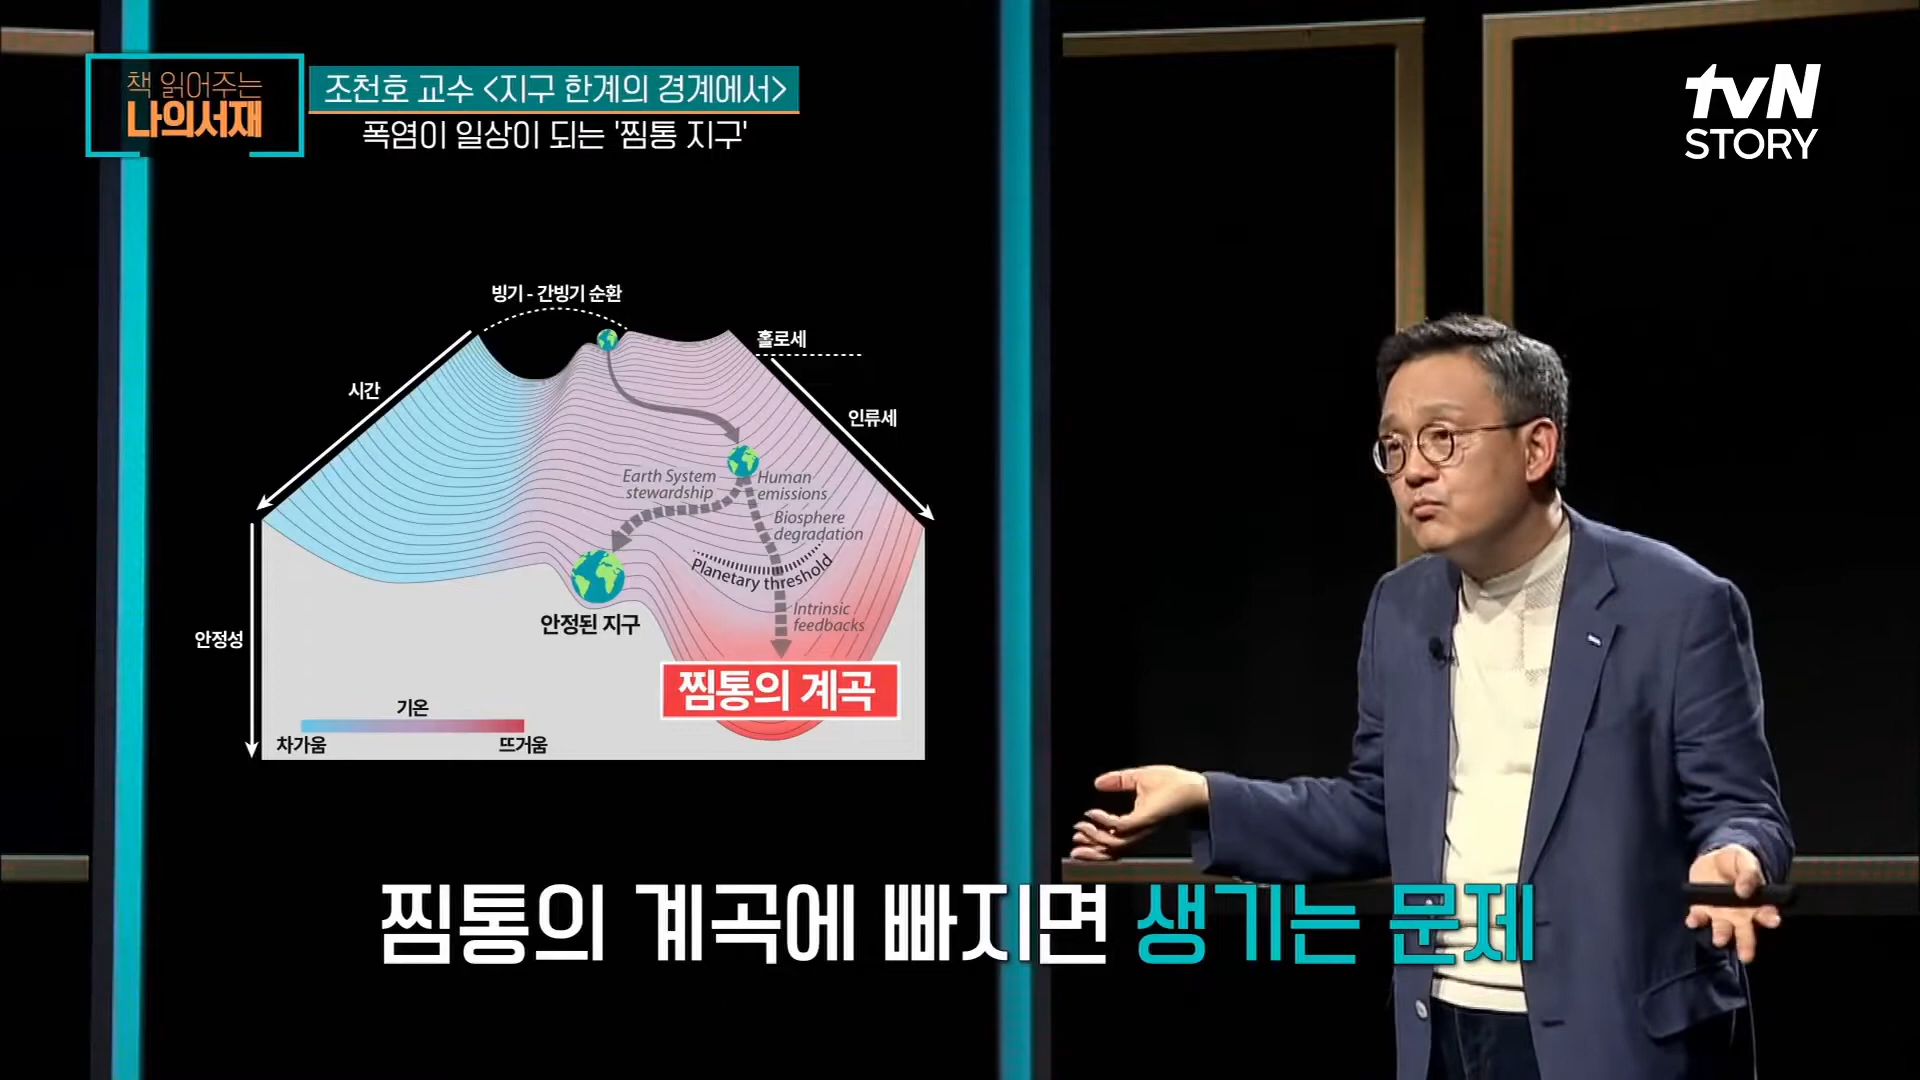 책 읽어주는
나의서재
조천호 교수 <지구 한계의 경계에서>
폭염이 일상이 되는 '찜통 지구'
tvN
STORY
빙기 - 간빙기 순환
홀로세
시간
인류세
Earth System
stewardship
Human
emissions
Biosphere
degradation
Planetary threshold
안정된 지구
Intrinsic
feedbacks
안정성
찜통의 계곡
기온
차가움
뜨거움
찜통의 계곡에 빠지면 생기는 문제